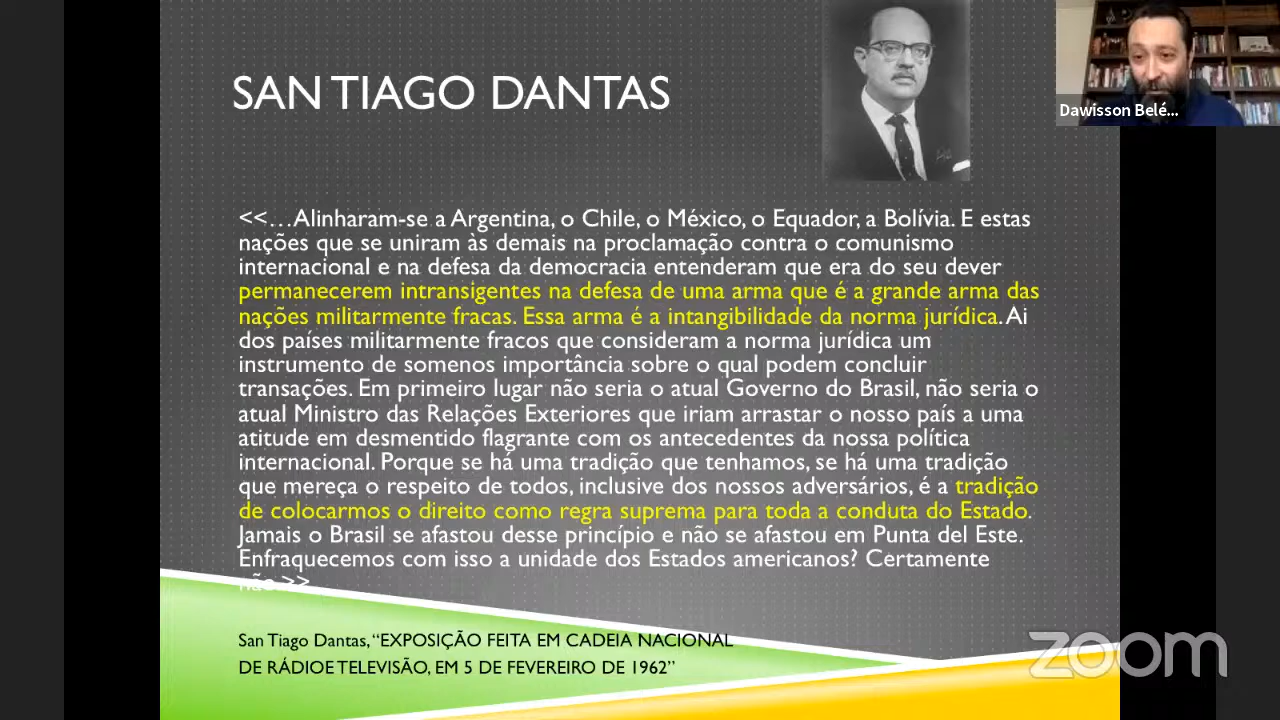 SAN TIAGO DANTAS
Dawisson Belé...
<<…Alinharam-se a Argentina, o Chile, o México, o Equador, a Bolívia. E estas
nações que se uniram às demais na proclamação contra o comunismo
internacional e na defesa da democracia entenderam que era do seu dever
permanecerem intransigentes na defesa de uma arma que é a grande arma das
nações militarmente fracas. Essa arma é a intangibilidade da norma jurídica. Ai
dos países militarmente fracos que consideram a norma jurídica um
instrumento de somenos importância sobre o qual podem concluir
transações. Em primeiro lugar não seria o atual Governo do Brasil, não seria o
atual Ministro das Relações Exteriores que iriam arrastar o nosso país a uma
atitude em desmentido flagrante com os antecedentes da nossa política
internacional. Porque se há uma tradição que tenhamos, se há uma tradição
que mereça o respeito de todos, inclusive dos nossos adversários, é a tradição
de colocarmos o direito como regra suprema para toda a conduta do Estado.
Jamais o Brasil se afastou desse princípio e não se afastou em Punta del Este.
Enfraquecemos com isso a unidade dos Estados americanos? Certamente
não.>>
San Tiago Dantas, “EXPOSIÇÃO FEITA EM CADEIA NACIONAL
DE RÁDIOE TELEVISÃO, EM 5 DE FEVEREIRO DE 1962”
zoom